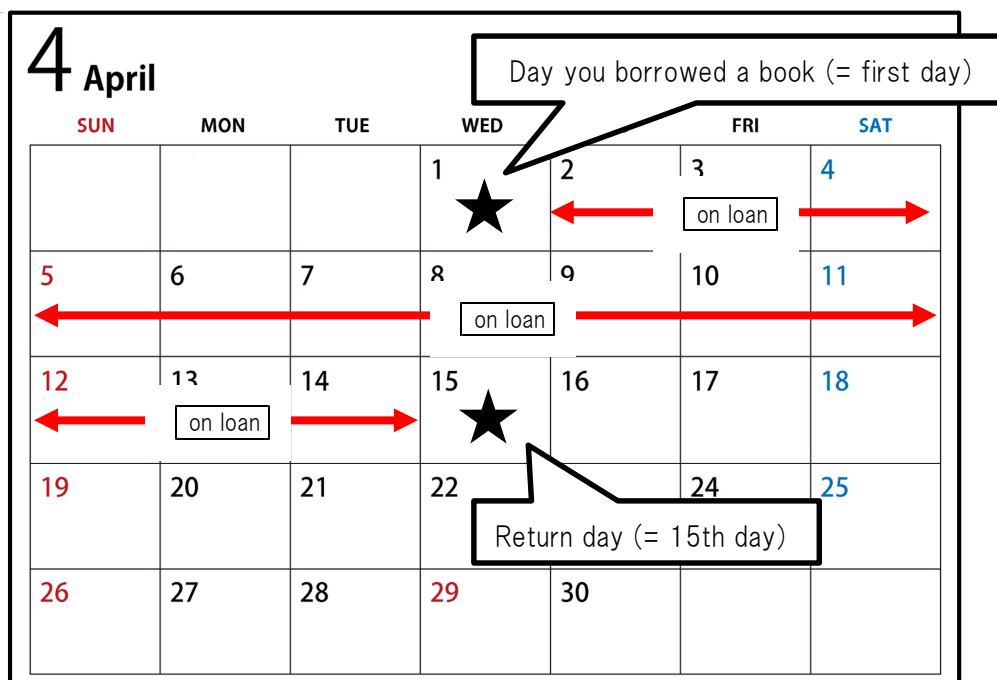 4 April
Day you borrowed a book (= first day)
SUN MON TUE WED FRI SAT
1 2 3 4
on loan
5 6 7 8 9 10 11
on loan
12 13 14 15 16 17 18
on loan
19 20 21 22 24 25
Return day (= 15th day)
26 27 28 29 30